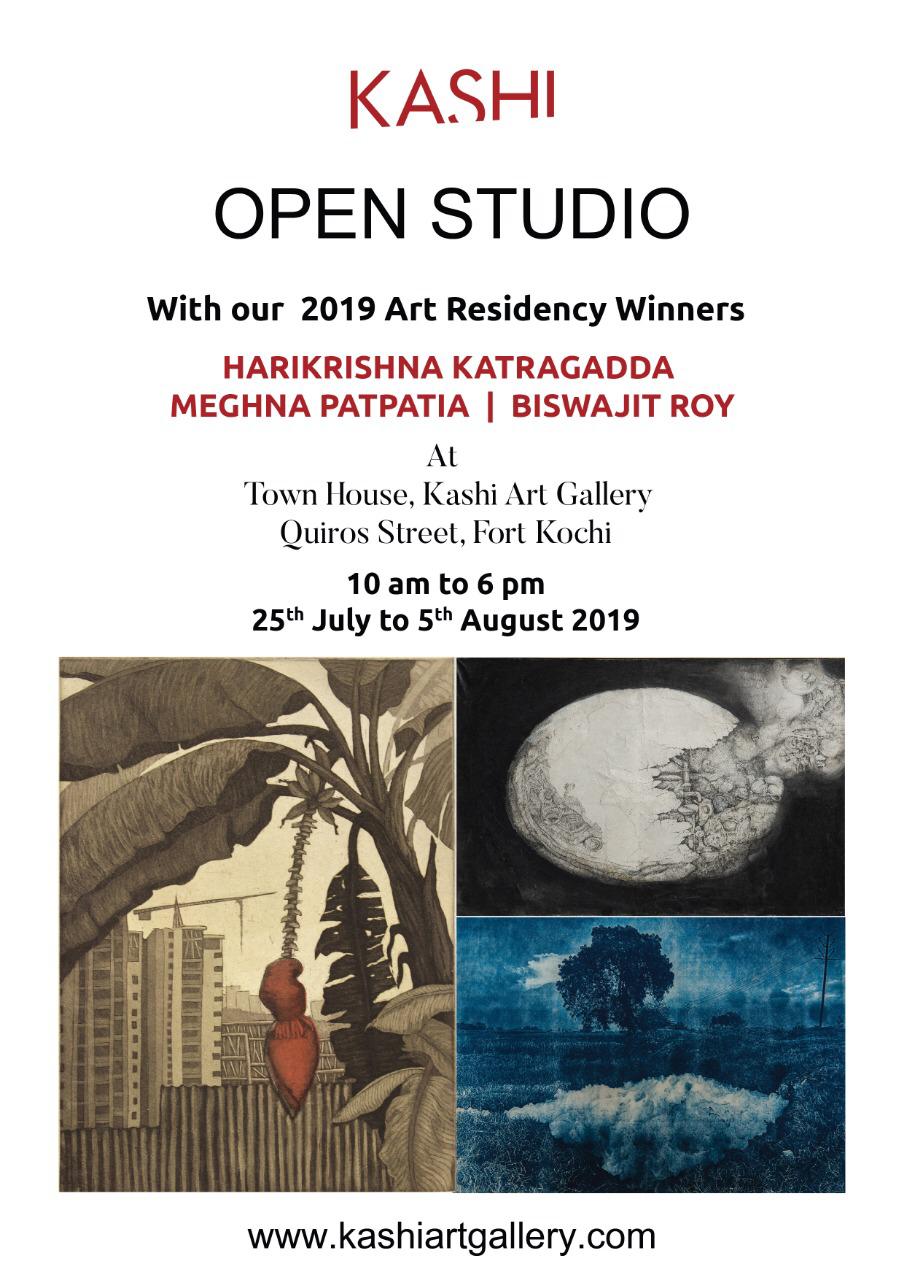 KASHI
OPEN STUDIO
With our 2019 Art Residency Winners
HARIKRISHNA KATRAGADDA
MEGHNA PATPATIA | BISWAJIT ROY
At
Town House, Kashi Art Gallery
Quiros Street, Fort Kochi
10 am to 6 pm
25th July to 5th August 2019
www.kashiartgallery.com